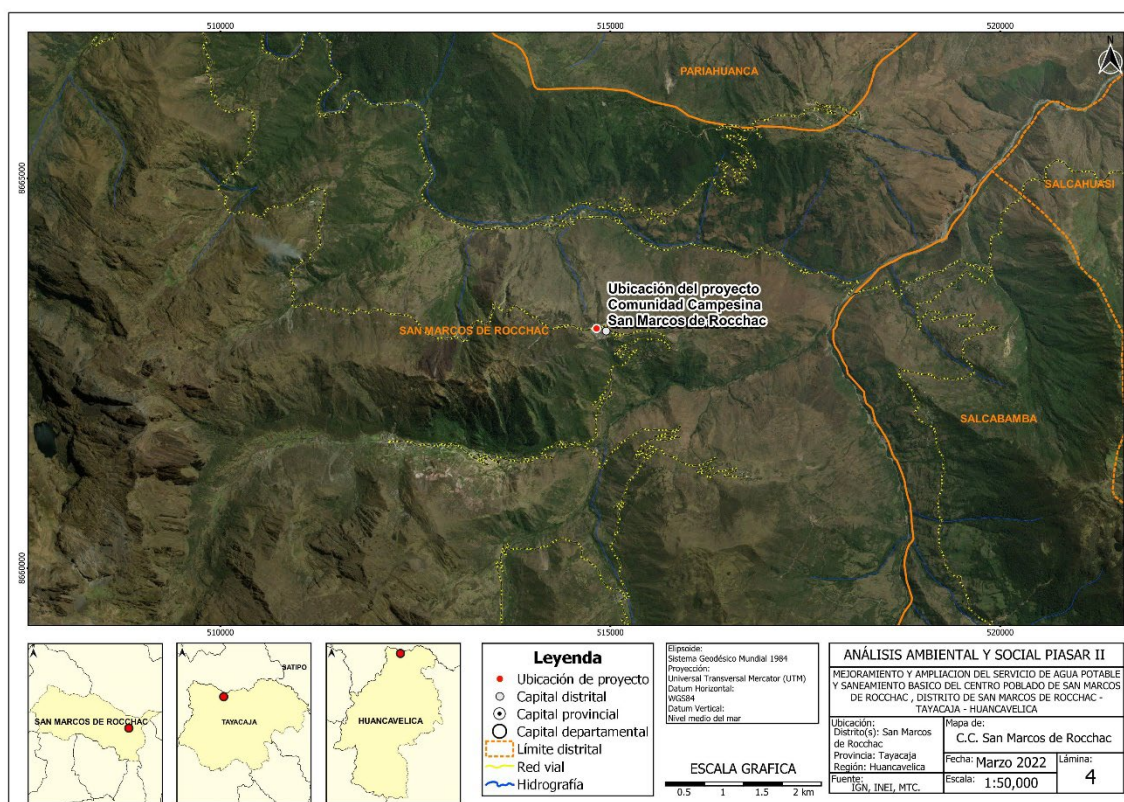 510000
515000
520000
N
PARIAHUANCA
8665000
SALCAHUASI
Ubicación del proyecto
Comunidad Campesina
San Marcos de Rocchac
SAN MARCOS DE ROCCHAC
SALCABAMBA
8660000
510000
515000
520000
SAN MARCOS DE ROCCHAC
SATIPO
TAYACAJA
HUANCAVELICA
Leyenda
Ubicación de proyecto
Capital distrital
Capital provincial
Capital departamental
Límite distrital
Red vial
Hidrografía
Elipsoide:
Sistema Geodésico Mundial 1984
Proyección:
Universal Transversal Mercator (UTM)
Datum Horizontal:
WGS84
Datum Vertical:
Nivel medio del mar
ESCALA GRAFICA
0.5 1 1.5 2 km
ANÁLISIS AMBIENTAL Y SOCIAL PIASAR II
MEJORAMIENTO Y AMPLIACION DEL SERVICIO DE AGUA POTABLE
Y SANEAMIENTO BASICO DEL CENTRO POBLADO DE SAN MARCOS
DE ROCCHAC , DISTRITO DE SAN MARCOS DE ROCCHAC -
TAYACAJA - HUANCAVELICA
Ubicación:
Distrito(s): San Marcos
de Rocchac
Provincia: Tayacaja
Región: Huancavelica
Fuente:
IGN, INEI, MTC.
Mapa de:
C.C. San Marcos de Rocchac
Fecha: Marzo 2022
Escala: 1:50,000
Lámina:
4